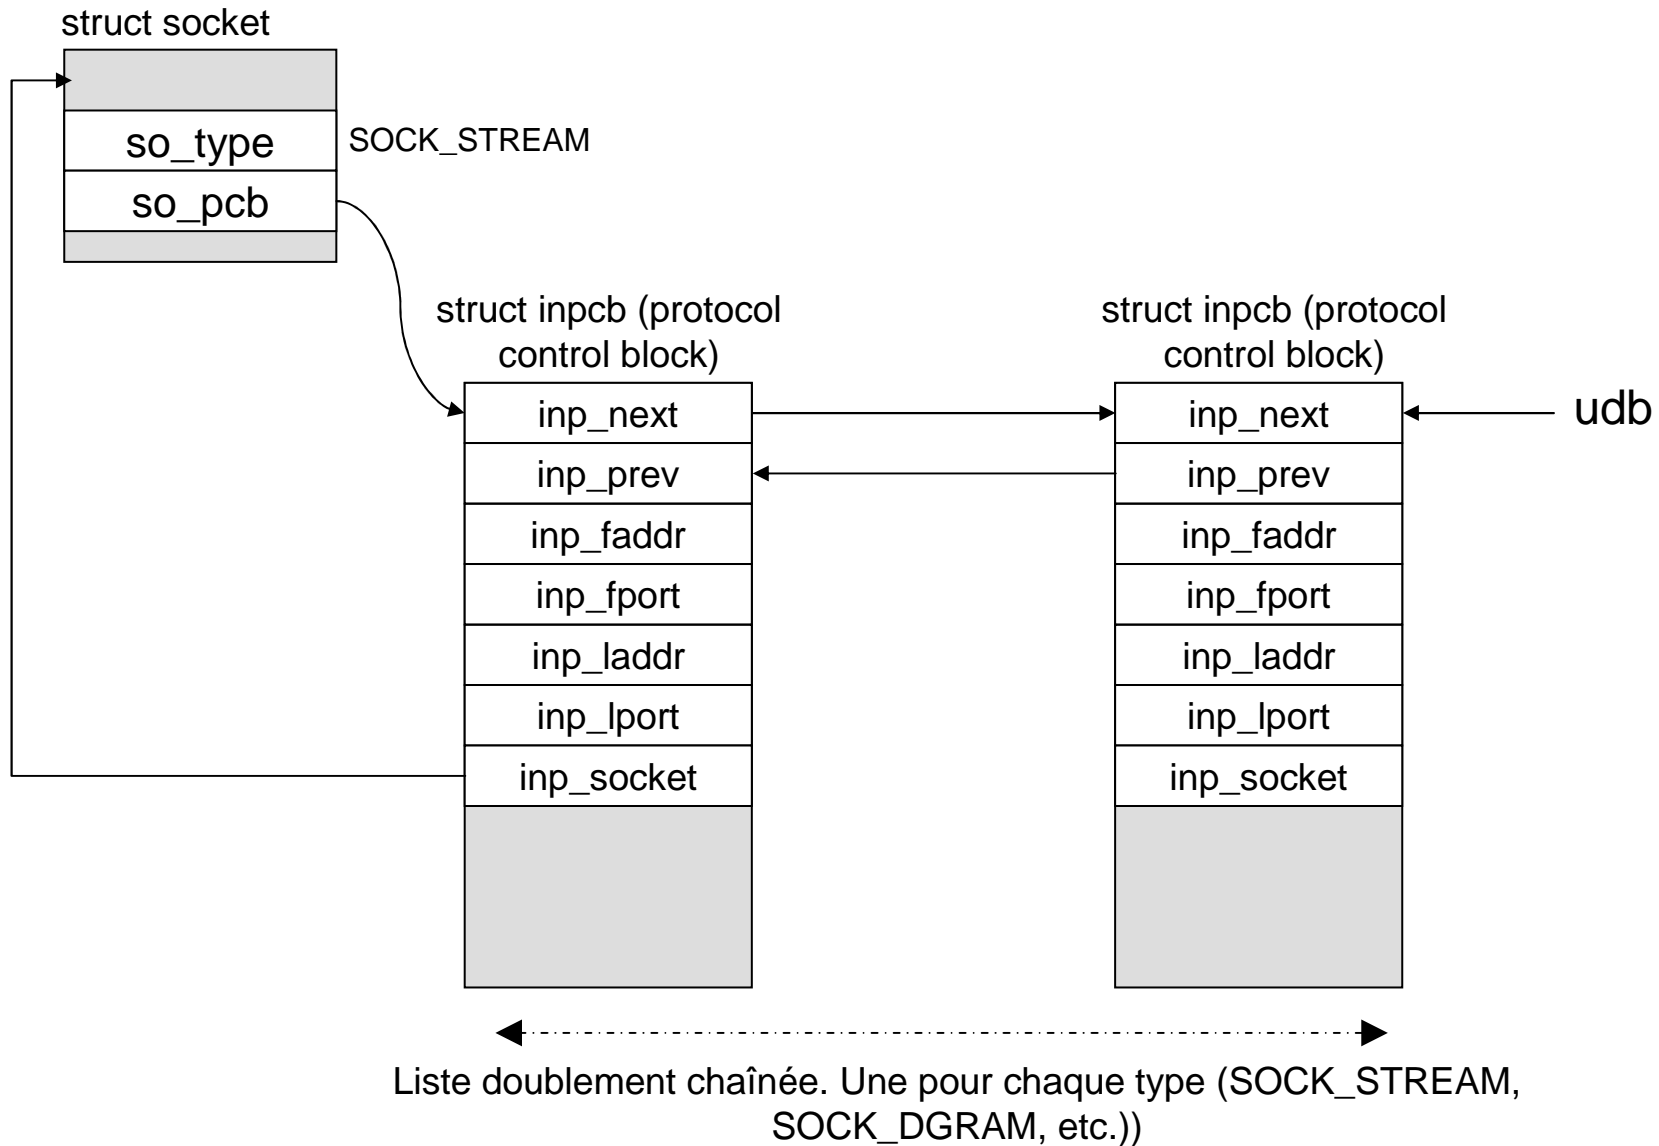 struct socket
so_type
SOCK_STREAM
so_pcb
struct inpcb (protocol
control block)
inp_next
inp_prev
inp_faddr
inp_fport
inp_laddr
inp_lport
inp_socket
struct inpcb (protocol
control block)
inp_next
inp_prev
inp_faddr
inp_fport
inp_laddr
inp_lport
inp_socket
udb
Liste doublement chaînée. Une pour chaque type (SOCK_STREAM,
SOCK_DGRAM, etc.))